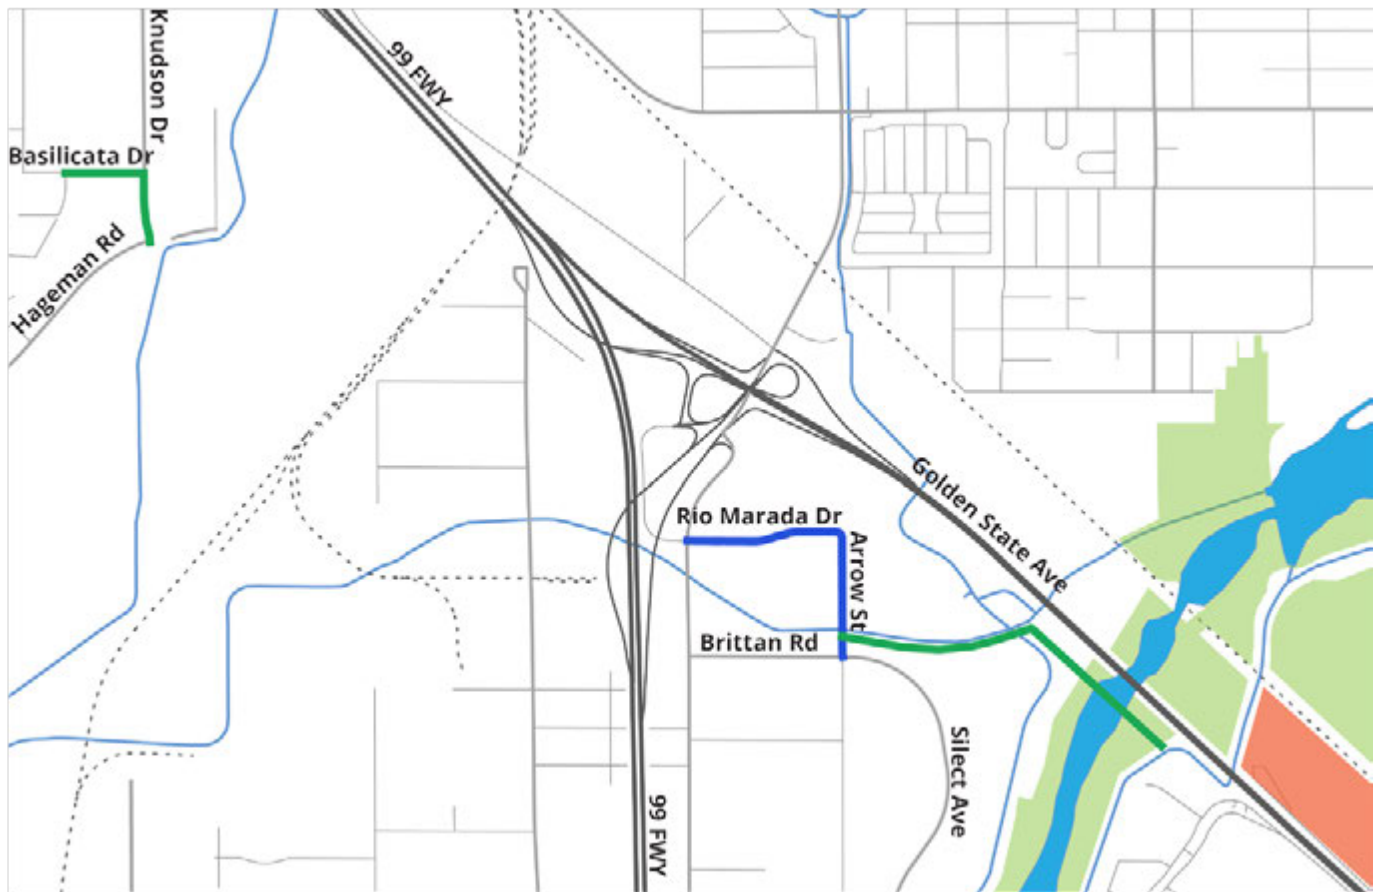 Knudson Dr
99 FWY
Basilicata Dr
Hageman Rd
Golden State Ave
Rio Marada Dr
Arrow St
Brittan Rd
Silect Ave
99 FWY